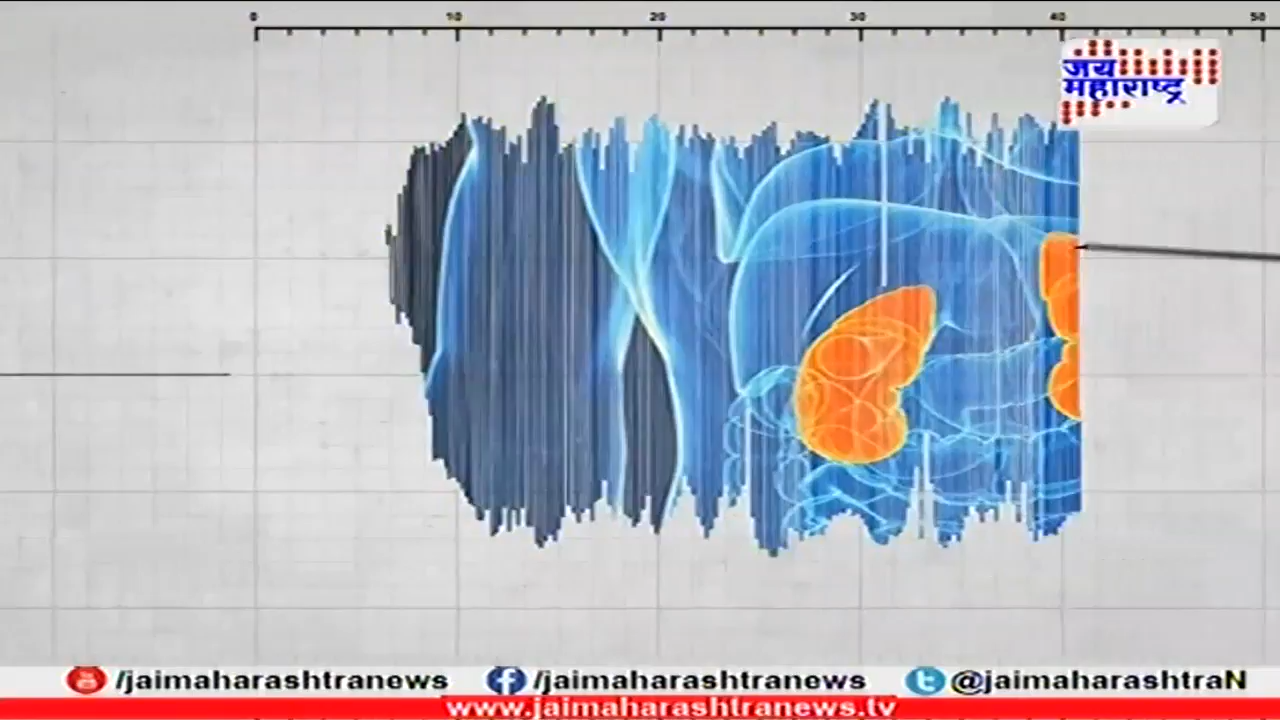 0 10 20 30 40 50
जय
महाराष्ट्र
/jaimaharashtranews /jaimaharashtranews @jaimaharashtraN
www.jaimaharashtranews.tv